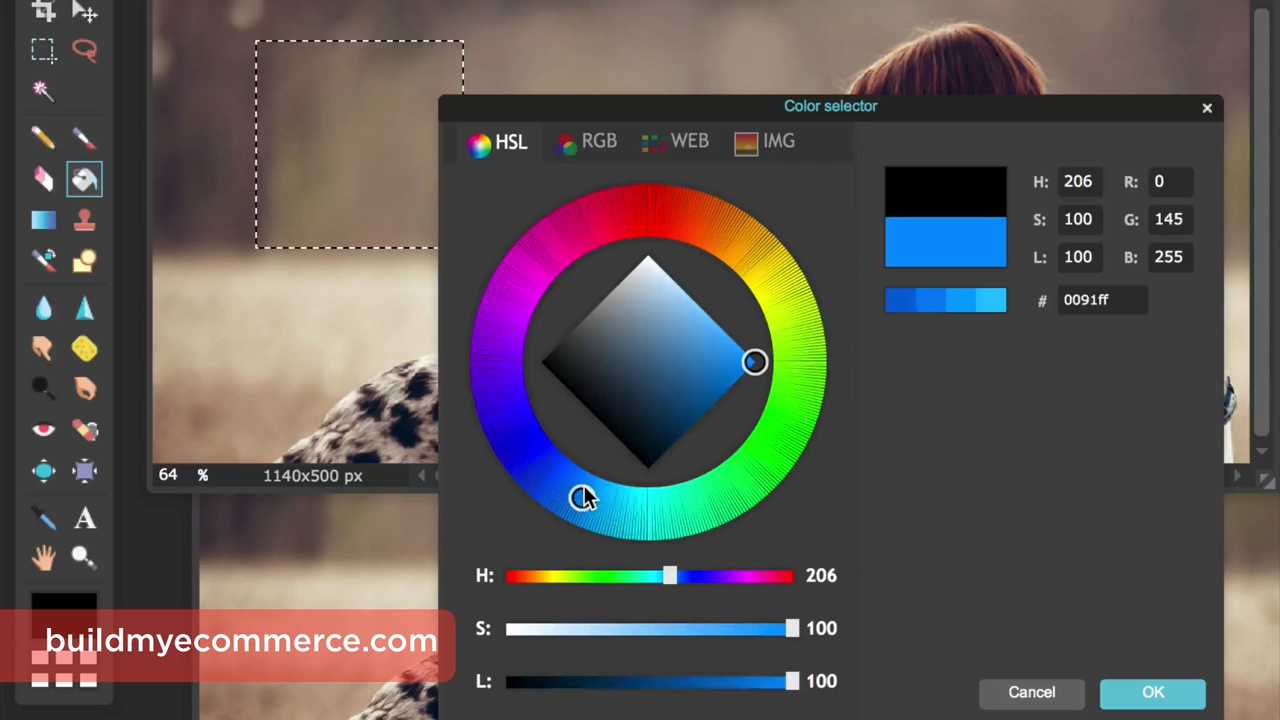 Color selector
HSL RGB WEB IMG
H: 206 R: 0
S: 100 G: 145
L: 100 B: 255
# 0091ff
64 % 1140x500 px
A
H: 206
S: 100
L: 100
buildmyecommerce.com
Cancel OK